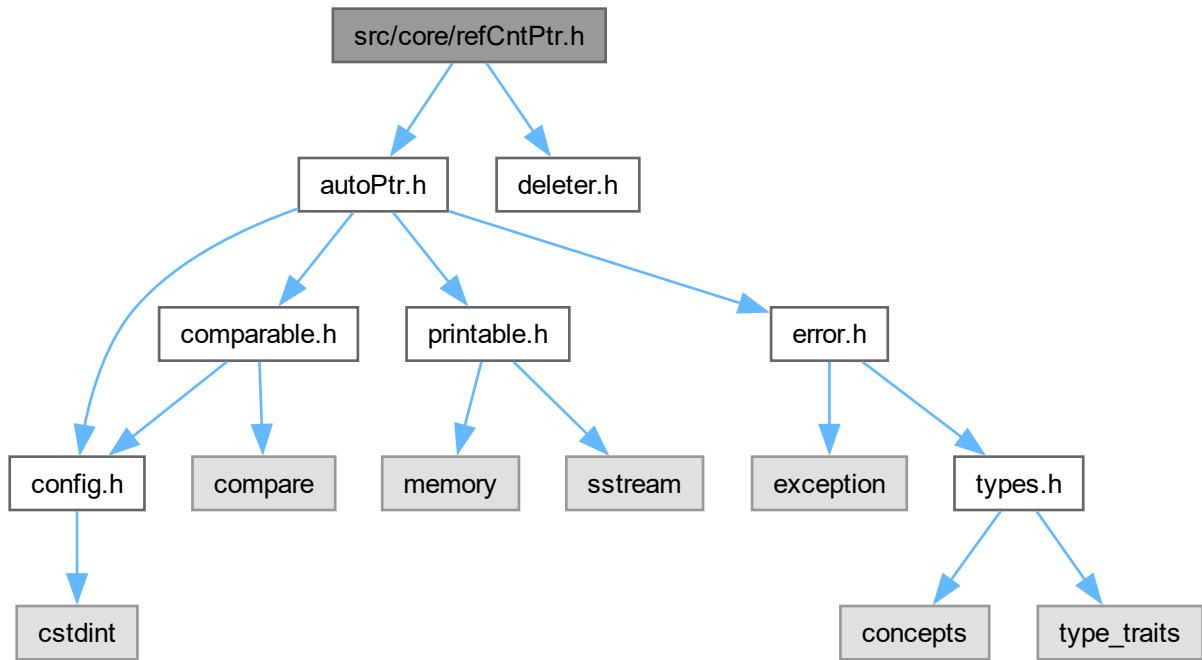 src/core/refCntPtr.h
autoPtr.h
deleter.h
comparable.h
printable.h
error.h
config.h
compare
memory
sstream
exception
types.h
cstdint
concepts
type_traits